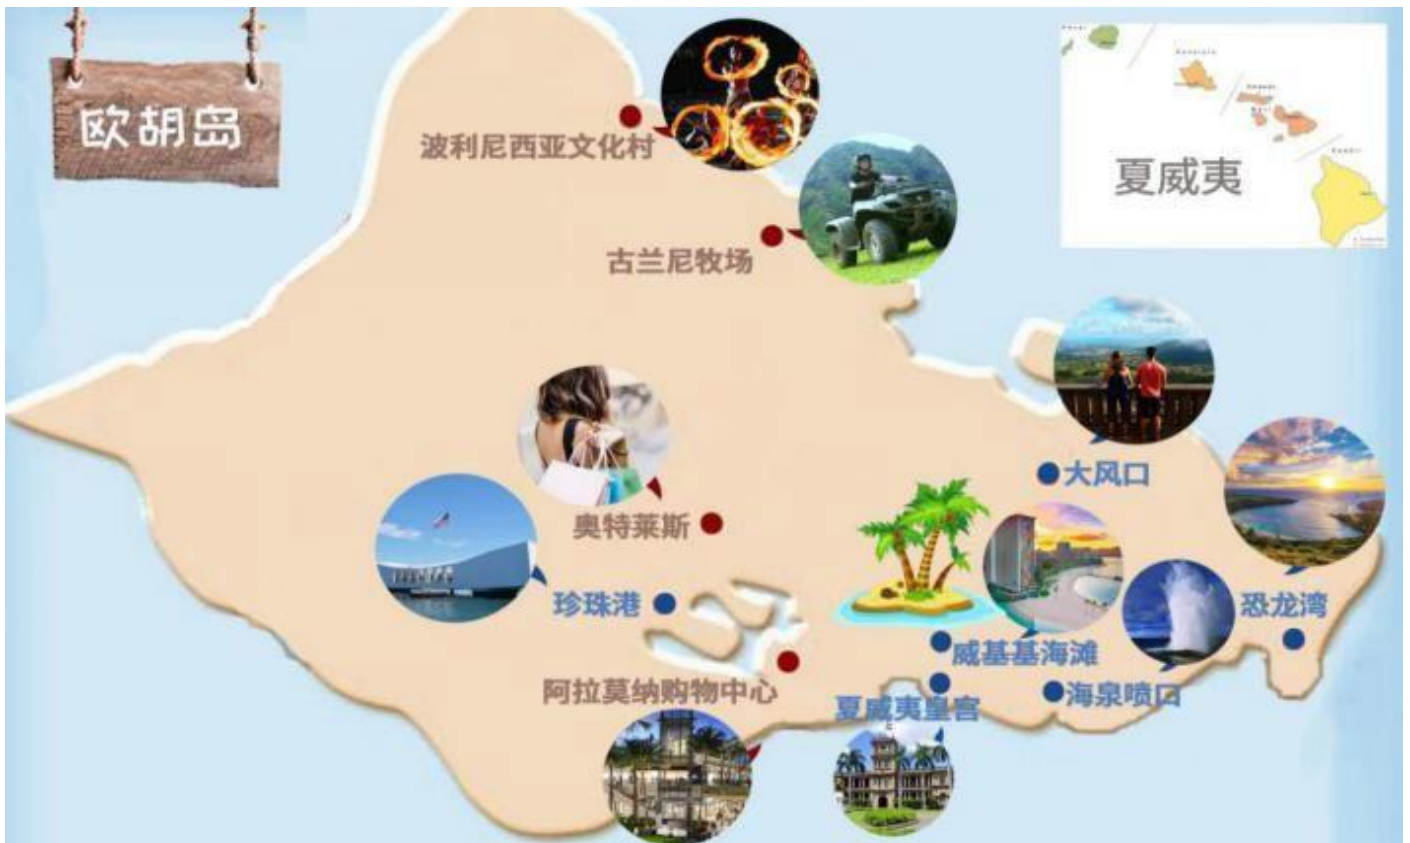 欧胡岛
夏威夷
波利尼西亚文化村
古兰尼牧场
大风口
奥特莱斯
珍珠港
恐龙湾
威基基海滩
阿拉莫纳购物中心
海泉喷口
夏威夷皇宫